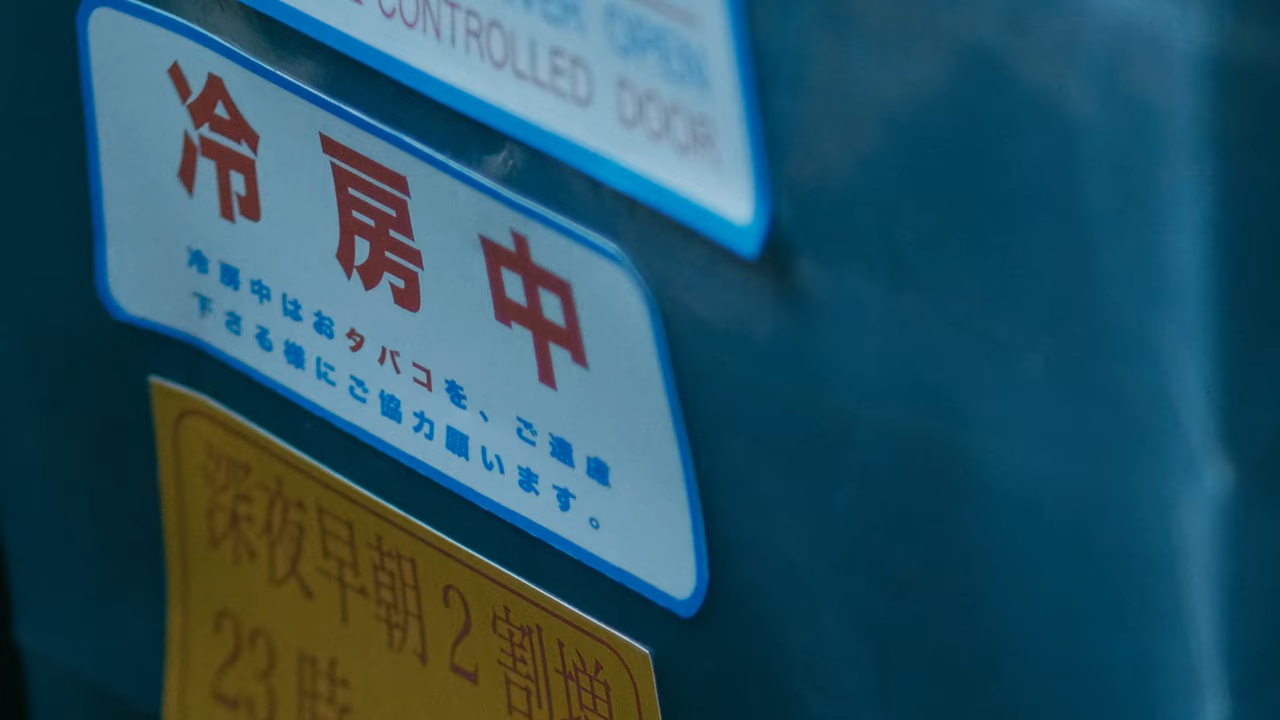 OPEN
CONTROLLED DOOR
冷房中
冷房中はおタバコを、ご遠慮
下さる様にご協力願います。
深夜早朝2割増
23時